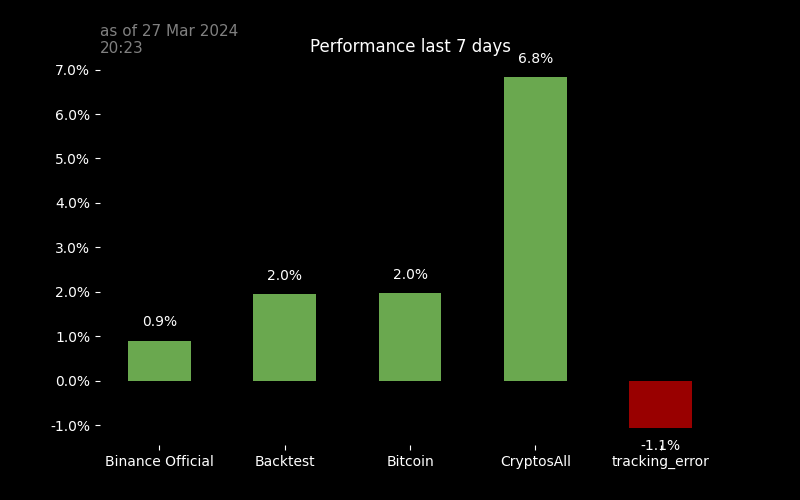 as of 27 Mar 2024
20:23
Performance last 7 days
7.0%
6.0%
5.0%
4.0%
3.0%
2.0%
1.0%
0.0%
-1.0%
0.9%
2.0%
2.0%
6.8%
-1.1%
Binance Official
Backtest
Bitcoin
CryptosAll
tracking_error